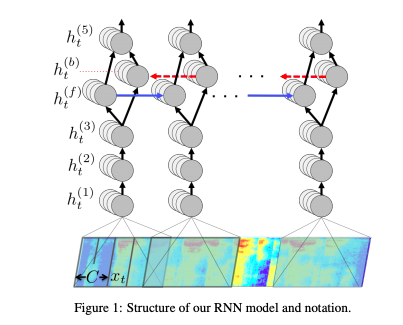 h_t^{(5)}
h_t^{(b)}
h_t^{(f)}
h_t^{(3)}
h_t^{(2)}
h_t^{(1)}
C x_t
Figure 1: Structure of our RNN model and notation.